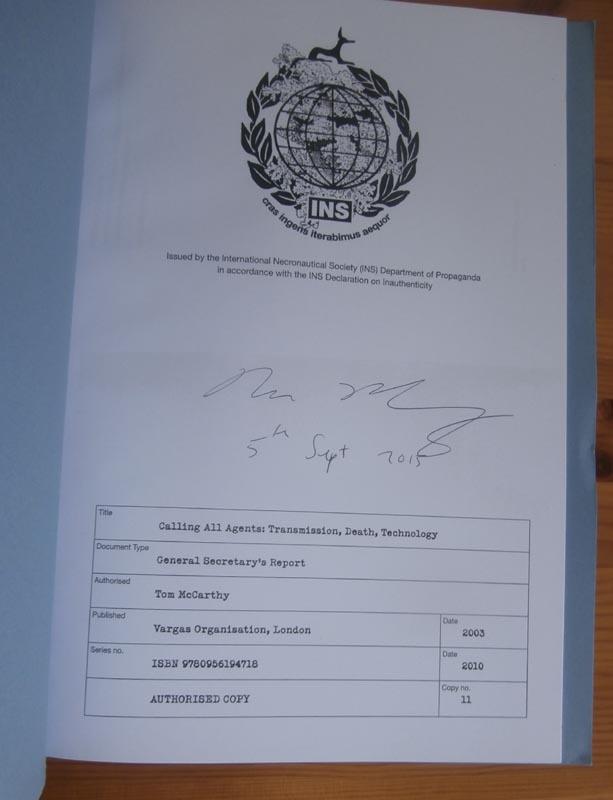 INS
cras ingens iterabimus aequor
Issued by the International Necronautical Society (INS) Department of Propaganda
in accordance with the INS Declaration on Inauthenticity
5th Sept 2015
Title
Calling All Agents: Transmission, Death, Technology
Document Type
General Secretary's Report
Authorised
Tom McCarthy
Published
Vargas Organisation, London
Date
2003
Series no.
ISBN 9780956194718
Date
2010
AUTHORISED COPY
Copy no.
11